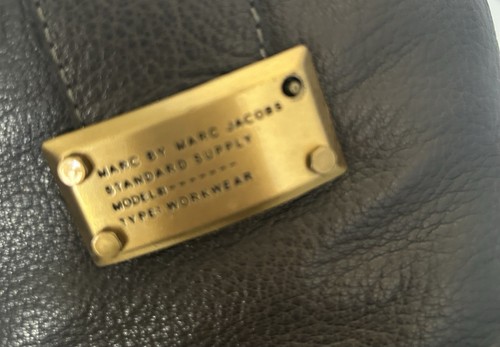 MARC BY MARC JACOBS
STANDARD SUPPLY
MODEL#:-------
TYPE: WORKWEAR